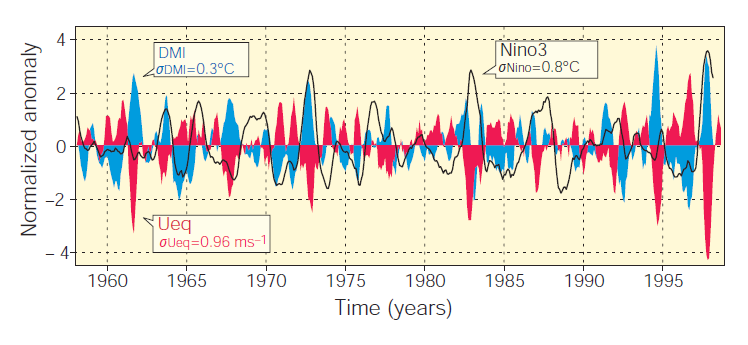 Normalized anomaly
4
2
0
−2
−4
DMI
σDMI=0.3°C
Nino3
σNino=0.8°C
Ueq
σUeq=0.96 ms⁻¹
1960 1965 1970 1975 1980 1985 1990 1995
Time (years)